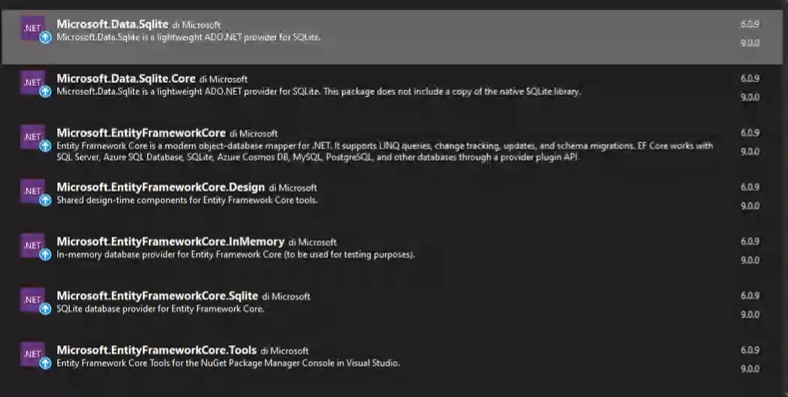 .NET
Microsoft.Data.Sqlite di Microsoft
6.0.9
Microsoft.Data.Sqlite is a lightweight ADO.NET provider for SQLite.
9.0.0
.NET
Microsoft.Data.Sqlite.Core di Microsoft
6.0.9
Microsoft.Data.Sqlite is a lightweight ADO.NET provider for SQLite. This package does not include a copy of the native SQLite library.
9.0.0
.NET
Microsoft.EntityFrameworkCore di Microsoft
6.0.9
Entity Framework Core is a modern object-database mapper for .NET. It supports LINQ queries, change tracking, updates, and schema migrations. EF Core works with
SQL Server, Azure SQL Database, SQLite, Azure Cosmos DB, MySQL, PostgreSQL, and other databases through a provider plugin API.
9.0.0
.NET
Microsoft.EntityFrameworkCore.Design di Microsoft
6.0.9
Shared design-time components for Entity Framework Core tools.
9.0.0
.NET
Microsoft.EntityFrameworkCore.InMemory di Microsoft
6.0.9
In-memory database provider for Entity Framework Core (to be used for testing purposes).
9.0.0
.NET
Microsoft.EntityFrameworkCore.Sqlite di Microsoft
6.0.9
SQLite database provider for Entity Framework Core.
9.0.0
.NET
Microsoft.EntityFrameworkCore.Tools di Microsoft
6.0.9
Entity Framework Core Tools for the NuGet Package Manager Console in Visual Studio.
9.0.0